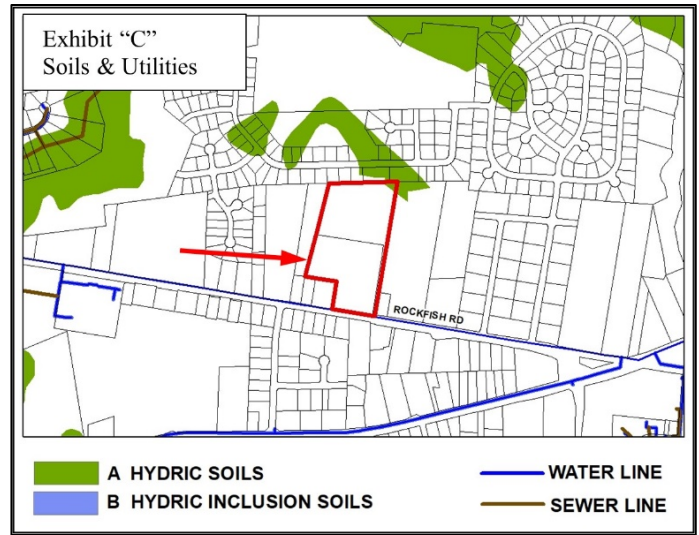 Exhibit “C”
Soils & Utilities
ROCKFISH RD
A HYDRIC SOILS
B HYDRIC INCLUSION SOILS
WATER LINE
SEWER LINE